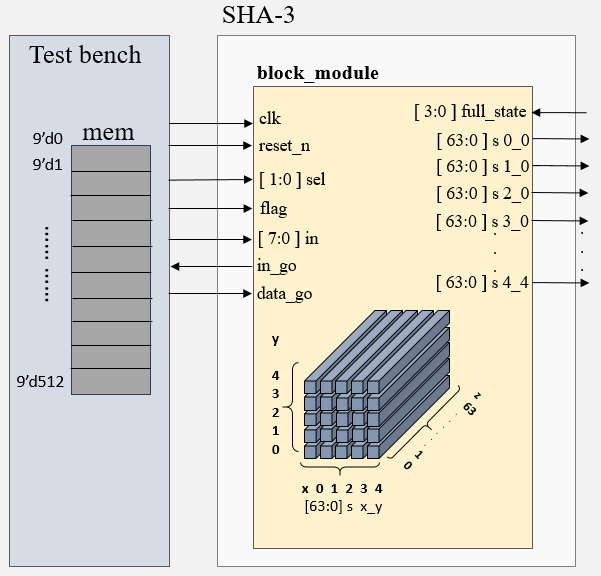 SHA-3
Test bench
block_module
mem
9'd0
9'd1
9'd512
clk
reset_n
[ 1:0 ] sel
flag
[ 7:0 ] in
in_go
data_go
[ 3:0 ] full_state
[ 63:0 ] s 0_0
[ 63:0 ] s 1_0
[ 63:0 ] s 2_0
[ 63:0 ] s 3_0
[ 63:0 ] s 4_4
y
4
3
2
1
0
x 0 1 2 3 4
[63:0] s x_y
z
63
1
0